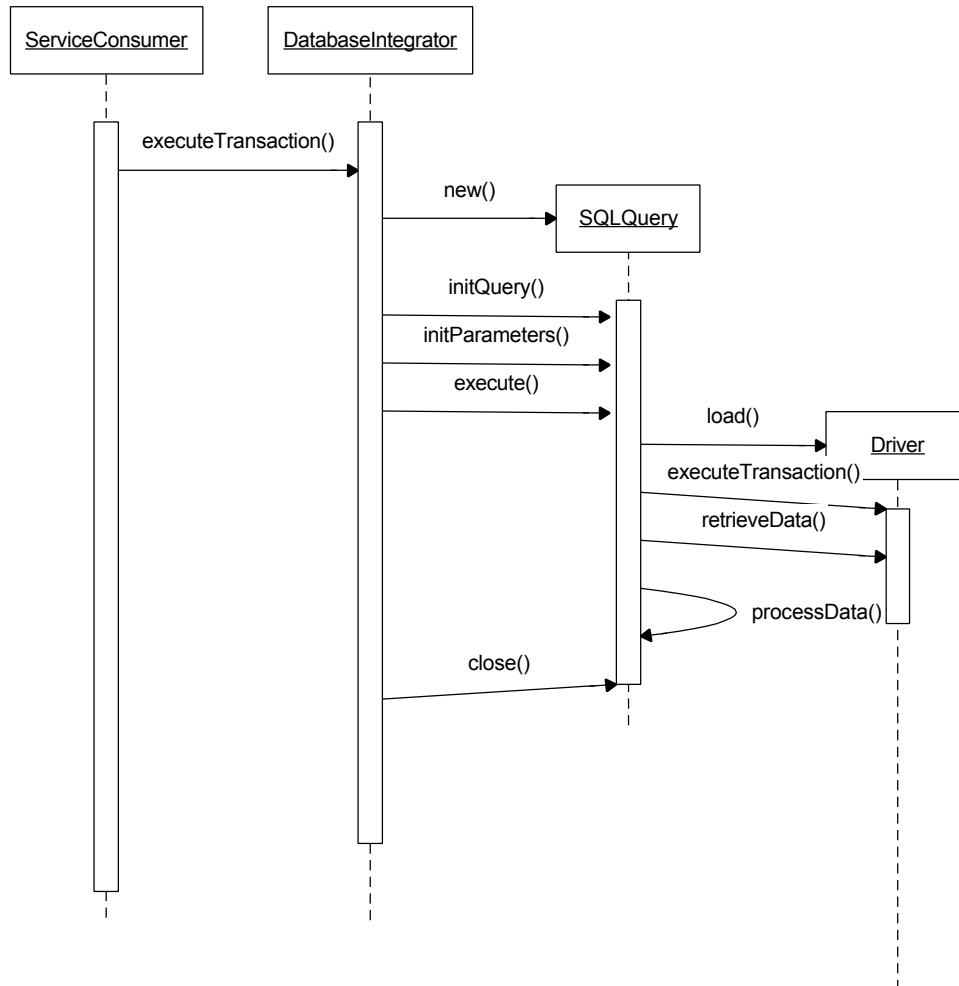 ServiceConsumer
DatabaseIntegrator
executeTransaction()
new()
SQLQuery
initQuery()
initParameters()
execute()
load()
Driver
executeTransaction()
retrieveData()
processData()
close()